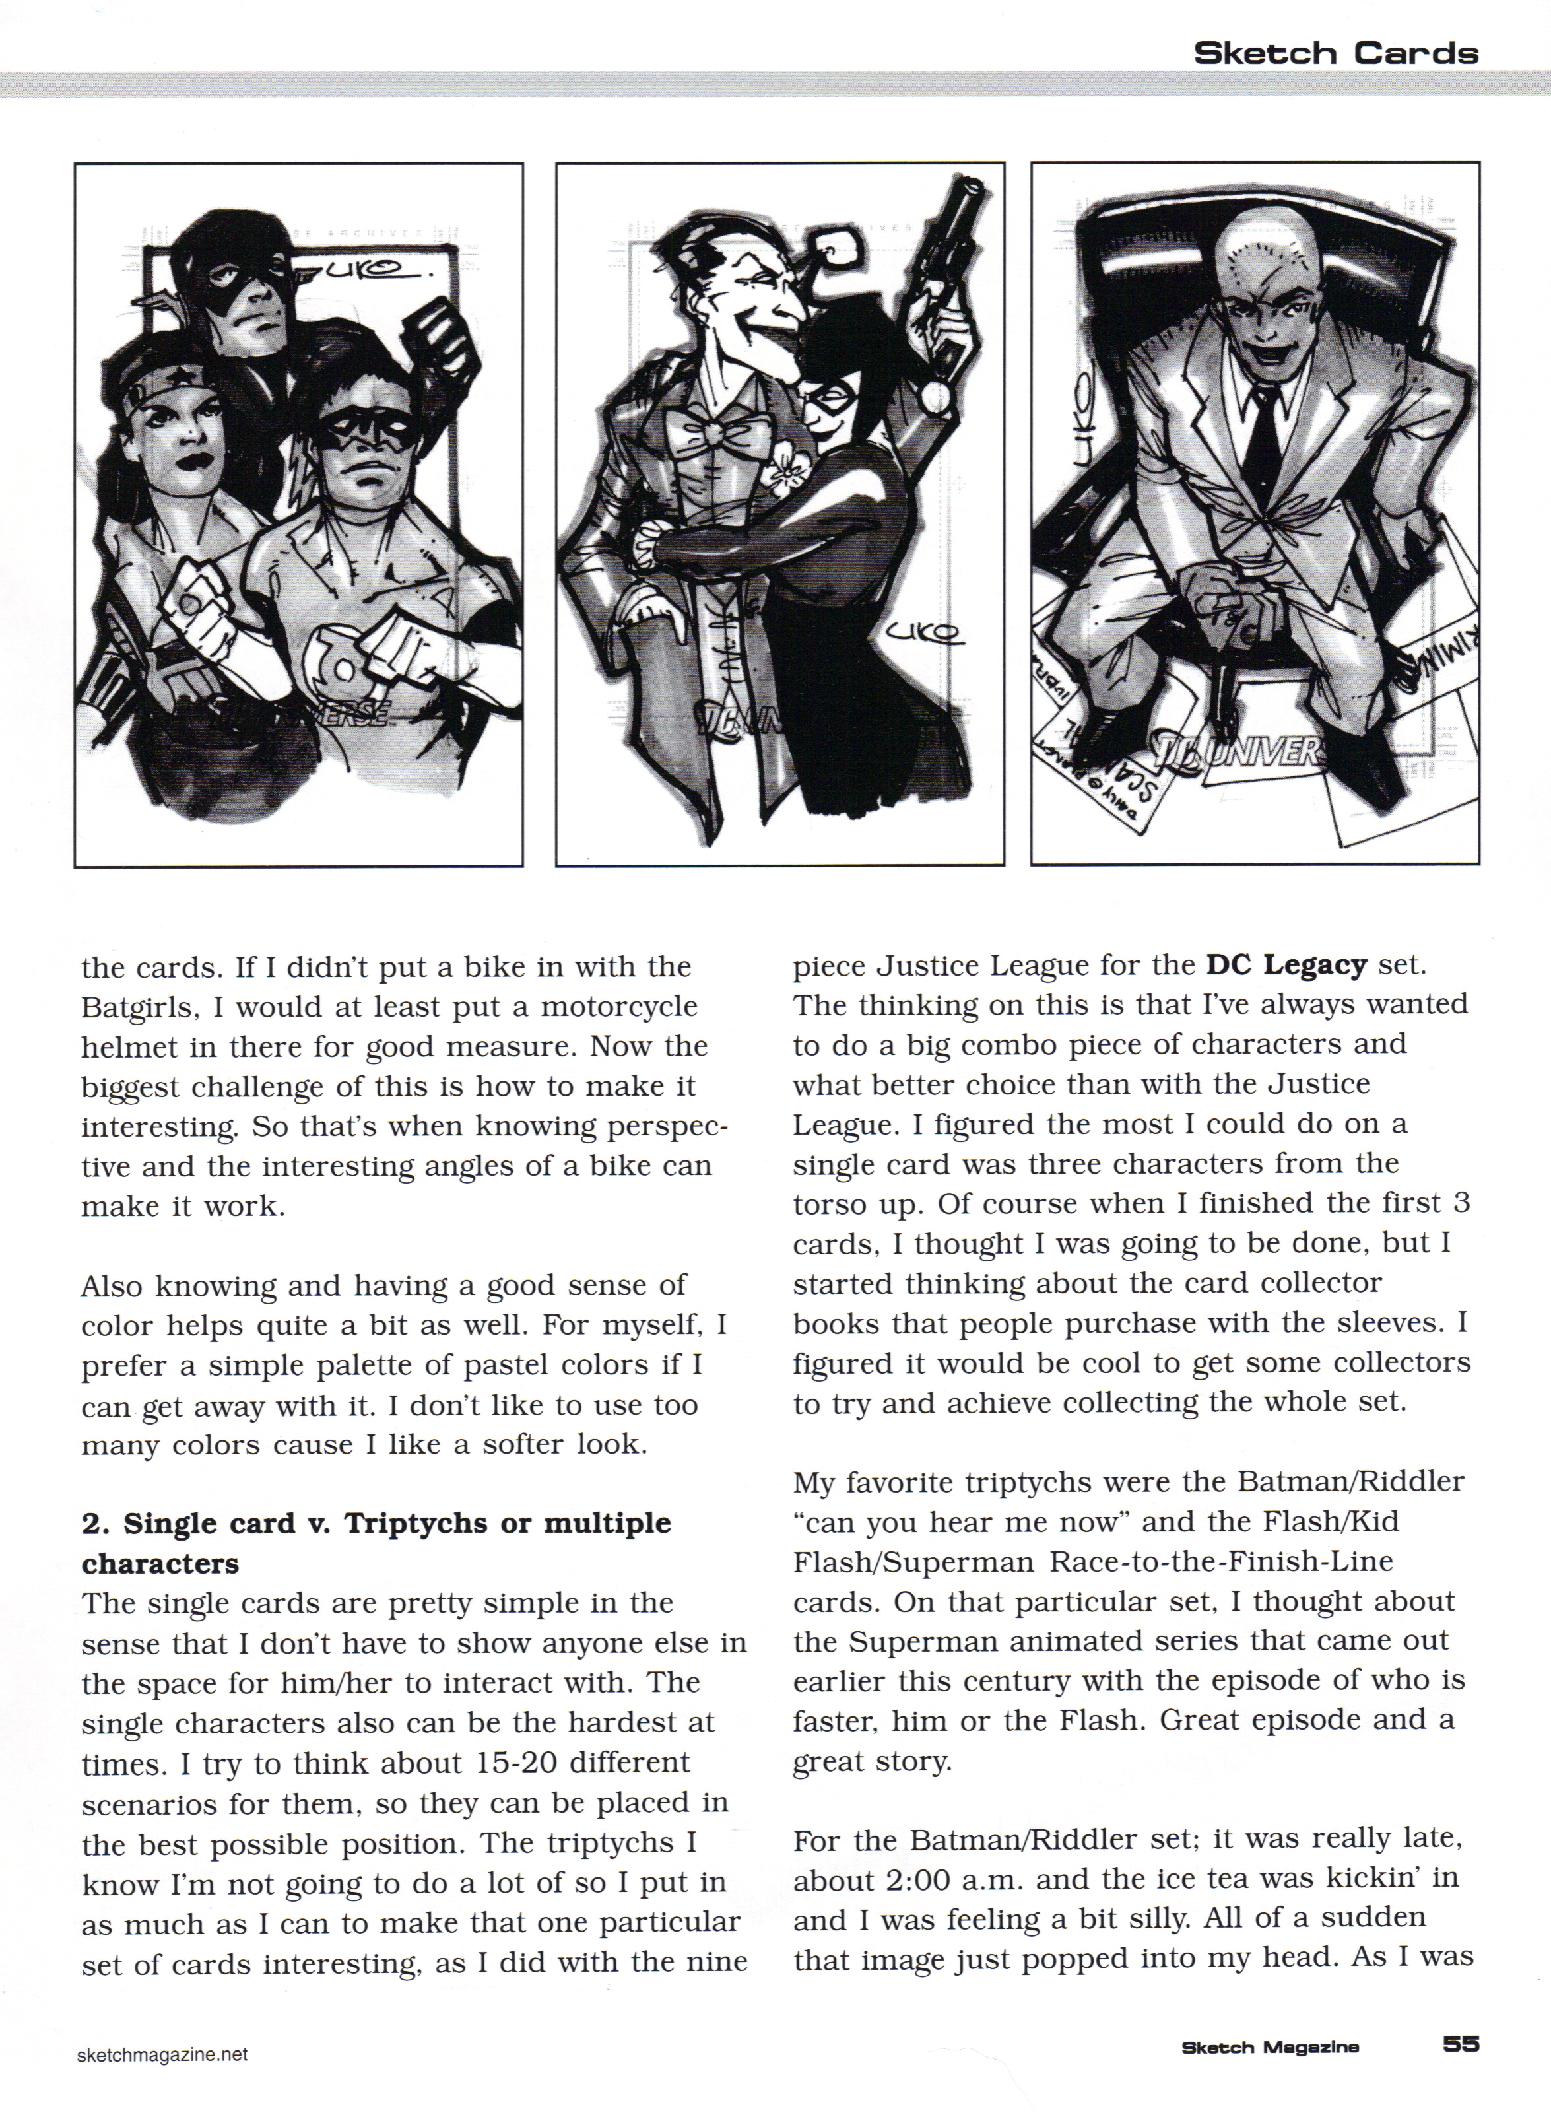 Sketch Cards
UKO.
VERSE
UKO
DC UN
UKO
T&C
RIMIN
DAILY PLANET
SCA
DC UNIVERS
the cards. If I didn't put a bike in with the
Batgirls, I would at least put a motorcycle
helmet in there for good measure. Now the
biggest challenge of this is how to make it
interesting. So that's when knowing perspec-
tive and the interesting angles of a bike can
make it work.
Also knowing and having a good sense of
color helps quite a bit as well. For myself, I
prefer a simple palette of pastel colors if I
can get away with it. I don't like to use too
many colors cause I like a softer look.
2. Single card v. Triptychs or multiple
characters
The single cards are pretty simple in the
sense that I don't have to show anyone else in
the space for him/her to interact with. The
single characters also can be the hardest at
times. I try to think about 15-20 different
scenarios for them, so they can be placed in
the best possible position. The triptychs I
know I'm not going to do a lot of so I put in
as much as I can to make that one particular
set of cards interesting, as I did with the nine
piece Justice League for the DC Legacy set.
The thinking on this is that I've always wanted
to do a big combo piece of characters and
what better choice than with the Justice
League. I figured the most I could do on a
single card was three characters from the
torso up. Of course when I finished the first 3
cards, I thought I was going to be done, but I
started thinking about the card collector
books that people purchase with the sleeves. I
figured it would be cool to get some collectors
to try and achieve collecting the whole set.
My favorite triptychs were the Batman/Riddler
“can you hear me now” and the Flash/Kid
Flash/Superman Race-to-the-Finish-Line
cards. On that particular set, I thought about
the Superman animated series that came out
earlier this century with the episode of who is
faster, him or the Flash. Great episode and a
great story.
For the Batman/Riddler set; it was really late,
about 2:00 a.m. and the ice tea was kickin' in
and I was feeling a bit silly. All of a sudden
that image just popped into my head. As I was
sketchmagazine.net
Sketch Magazine 55